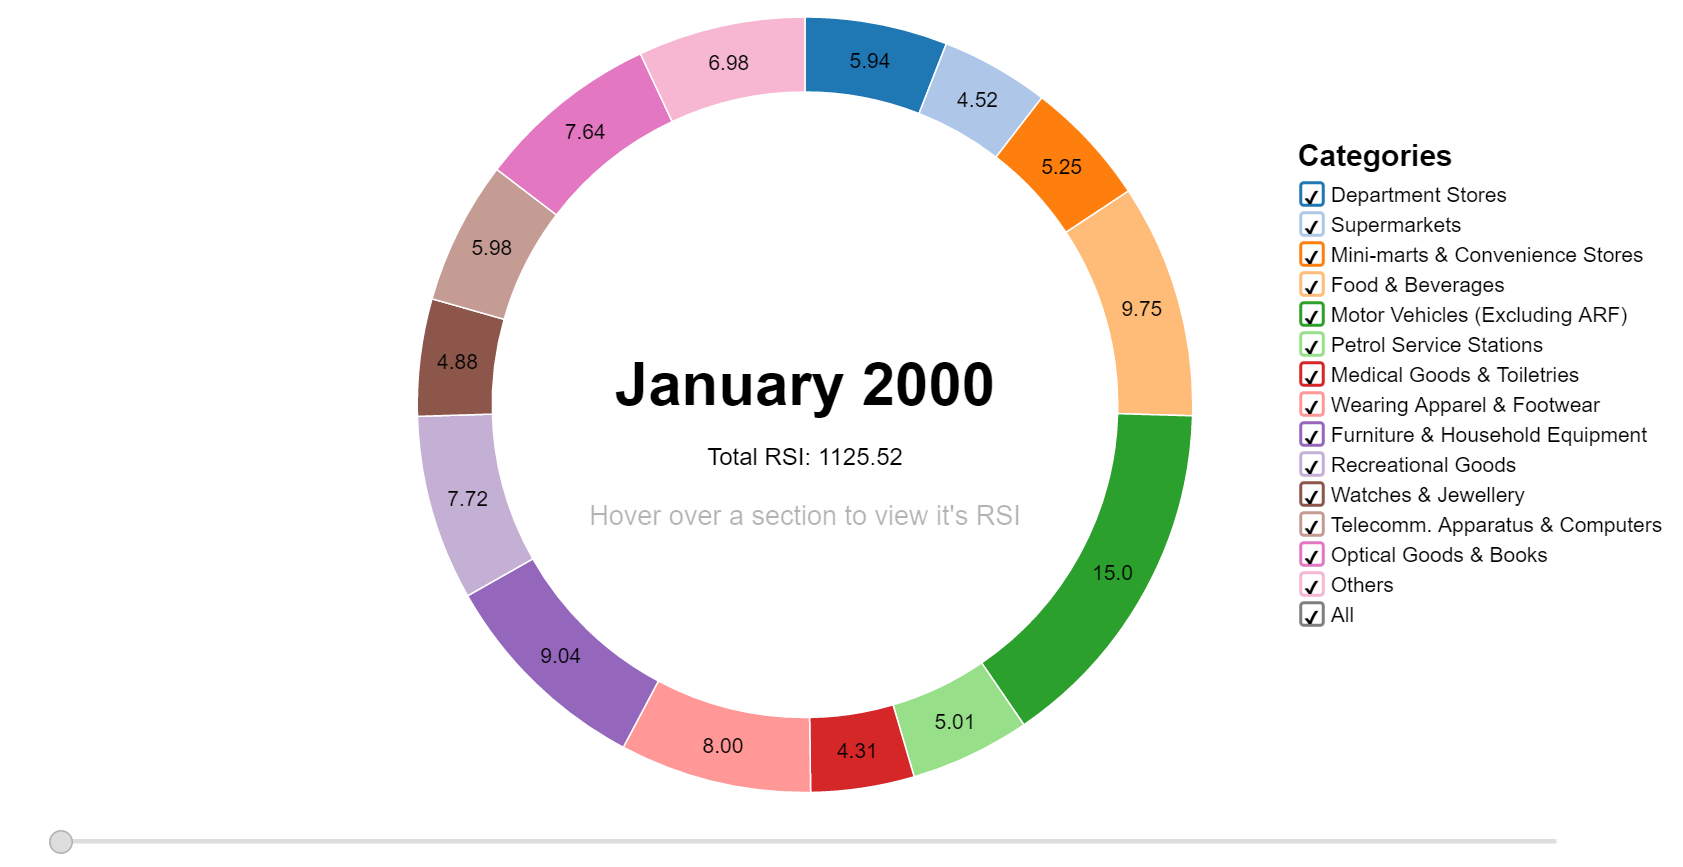 6.98
5.94
4.52
7.64
5.25
5.98
9.75
4.88
7.72
15.0
9.04
5.01
8.00
4.31
January 2000
Total RSI: 1125.52
Hover over a section to view it's RSI
Categories
Department Stores
Supermarkets
Mini-marts & Convenience Stores
Food & Beverages
Motor Vehicles (Excluding ARF)
Petrol Service Stations
Medical Goods & Toiletries
Wearing Apparel & Footwear
Furniture & Household Equipment
Recreational Goods
Watches & Jewellery
Telecomm. Apparatus & Computers
Optical Goods & Books
Others
All